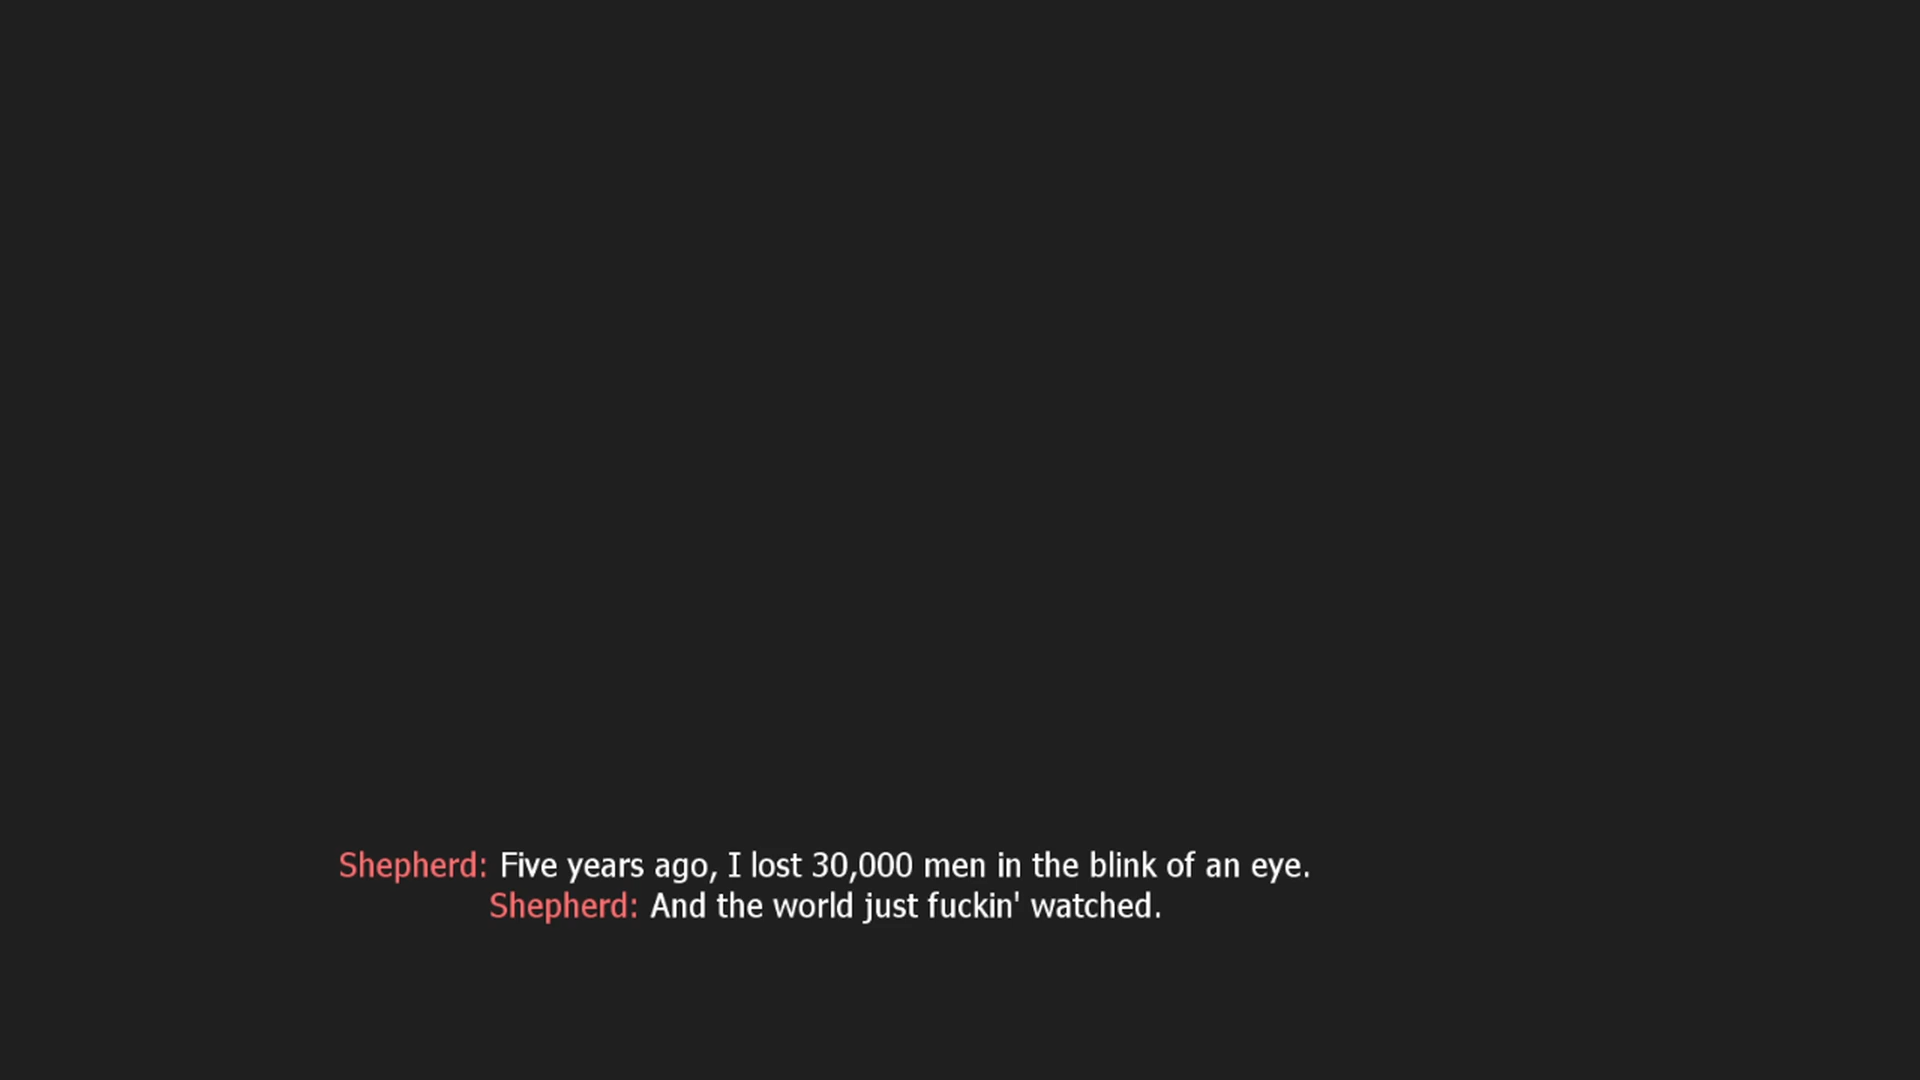 Shepherd: Five years ago, I lost 30,000 men in the blink of an eye.
Shepherd: And the world just fuckin' watched.